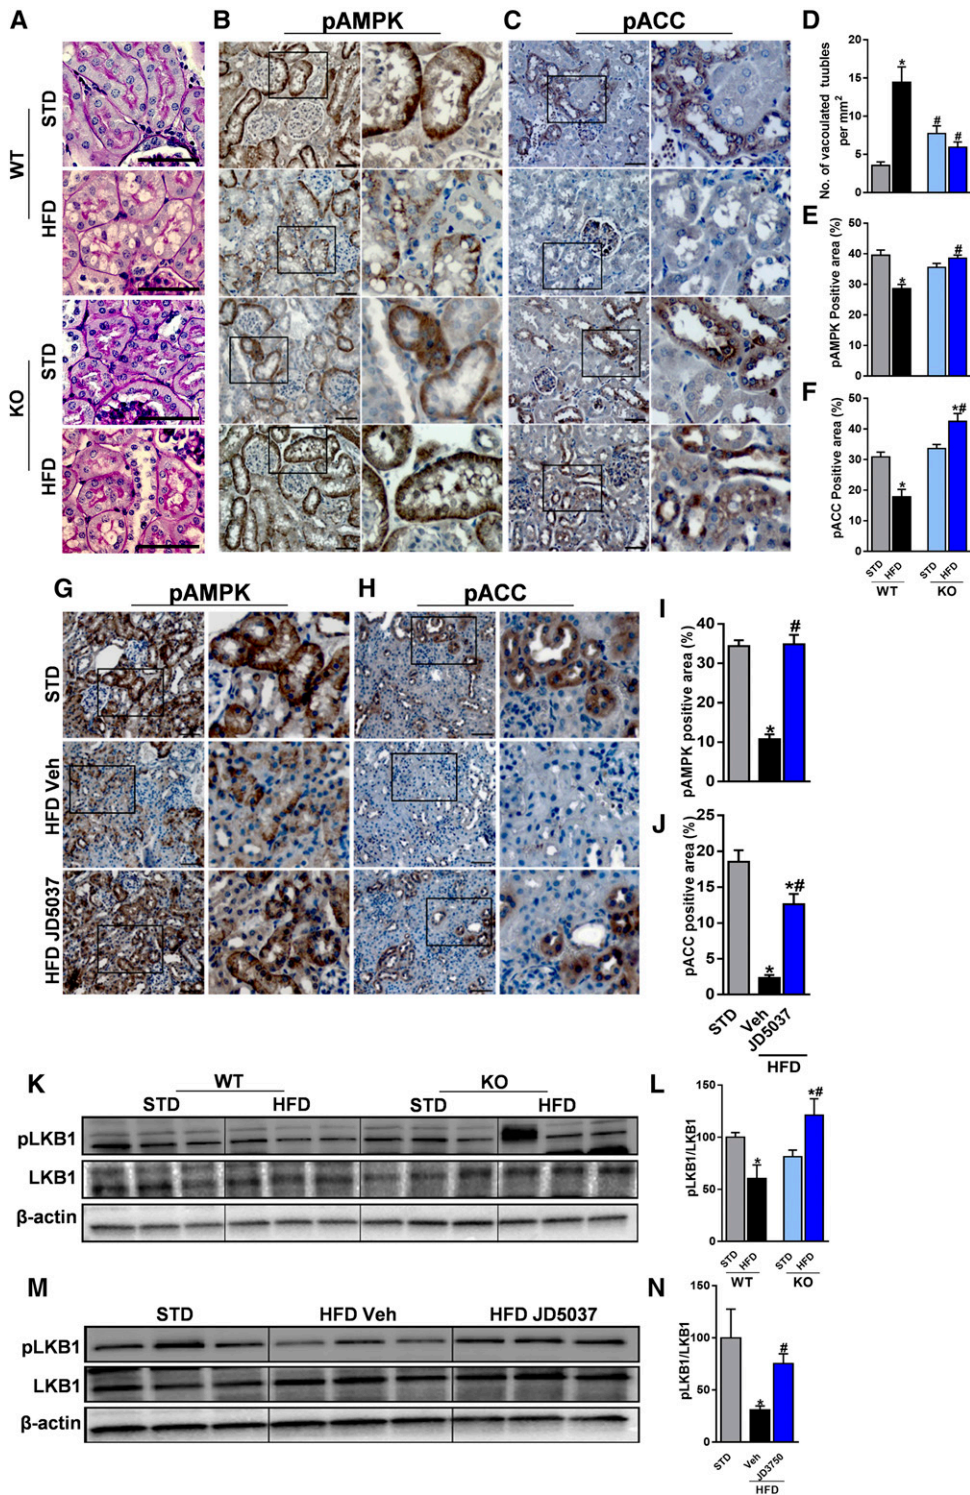 A
B
pAMPK
C
pACC
D
WT
STD
HFD
KO
STD
HFD
No. of vacoulated tuubles
per mm²
20
15
10
5
0
*
#
#
E
pAMPK Positive area (%)
50
40
30
20
10
0
*
#
F
pACC Positive area (%)
50
40
30
20
10
0
*
*#
STD
HFD
STD
HFD
WT
KO
G
pAMPK
H
pACC
STD
HFD Veh
HFD JD5037
I
pAMPK positive area (%)
40
30
20
10
0
*
#
J
pACC positive area (%)
25
20
15
10
5
0
*
*#
STD
Veh
JD5037
HFD
K
WT
KO
STD
HFD
STD
HFD
pLKB1
LKB1
β-actin
L
pLKB1/LKB1
150
100
50
0
*
*#
STD
HFD
STD
HFD
WT
KO
M
STD
HFD Veh
HFD JD5037
pLKB1
LKB1
β-actin
N
pLKB1/LKB1
150
100
50
0
*
#
STD
Veh
JD3750
HFD